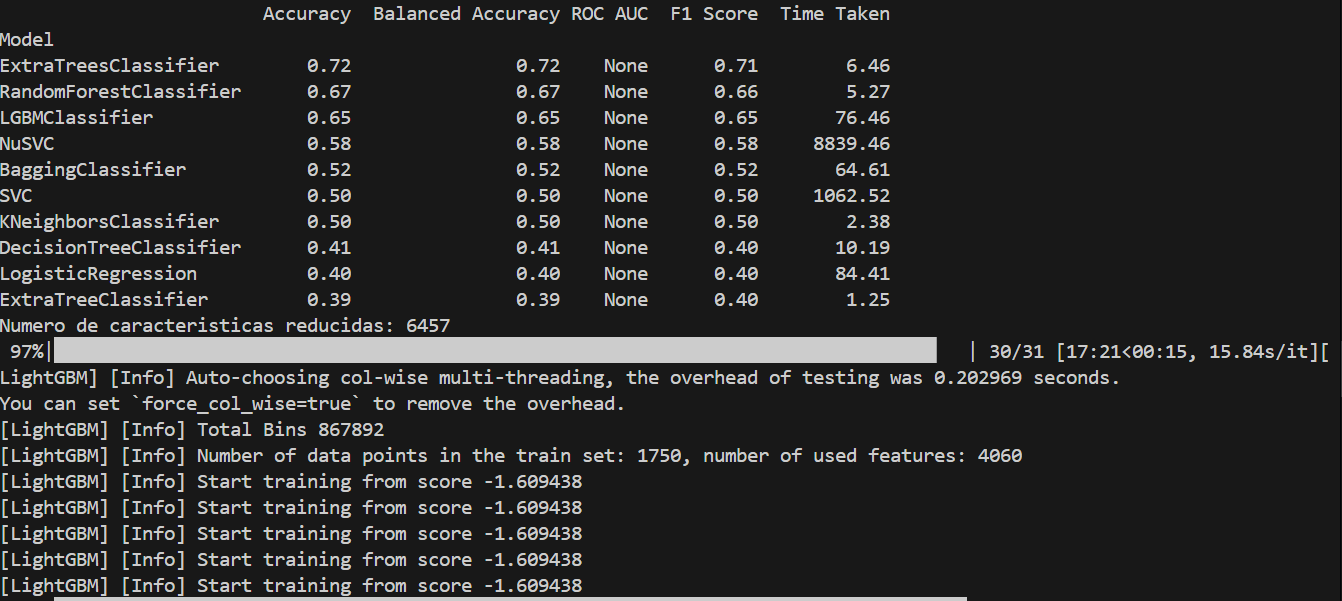 Accuracy Balanced Accuracy ROC AUC F1 Score Time Taken
Model
ExtraTreesClassifier 0.72 0.72 None 0.71 6.46
RandomForestClassifier 0.67 0.67 None 0.66 5.27
LGBMClassifier 0.65 0.65 None 0.65 76.46
NuSVC 0.58 0.58 None 0.58 8839.46
BaggingClassifier 0.52 0.52 None 0.52 64.61
SVC 0.50 0.50 None 0.50 1062.52
KNeighborsClassifier 0.50 0.50 None 0.50 2.38
DecisionTreeClassifier 0.41 0.41 None 0.40 10.19
LogisticRegression 0.40 0.40 None 0.40 84.41
ExtraTreeClassifier 0.39 0.39 None 0.40 1.25
Numero de caracteristicas reducidas: 6457
97%| | 30/31 [17:21<00:15, 15.84s/it][
LightGBM] [Info] Auto-choosing col-wise multi-threading, the overhead of testing was 0.202969 seconds.
You can set `force_col_wise=true` to remove the overhead.
[LightGBM] [Info] Total Bins 867892
[LightGBM] [Info] Number of data points in the train set: 1750, number of used features: 4060
[LightGBM] [Info] Start training from score -1.609438
[LightGBM] [Info] Start training from score -1.609438
[LightGBM] [Info] Start training from score -1.609438
[LightGBM] [Info] Start training from score -1.609438
[LightGBM] [Info] Start training from score -1.609438